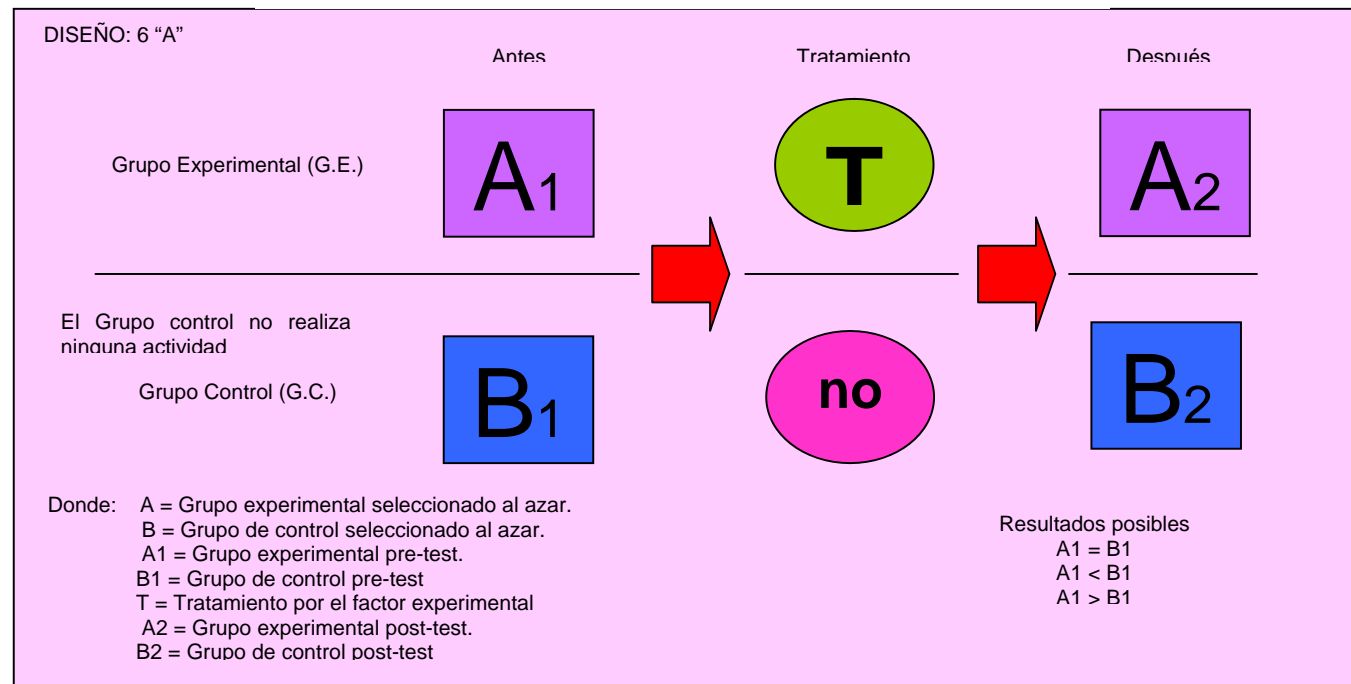 DISEÑO: 6 “A”
Antes
Tratamiento
Después
Grupo Experimental (G.E.)
A1
T
A2
El Grupo control no realiza
ninguna actividad
Grupo Control (G.C.)
B1
no
B2
Donde: A = Grupo experimental seleccionado al azar.
B = Grupo de control seleccionado al azar.
A1 = Grupo experimental pre-test.
B1 = Grupo de control pre-test
T = Tratamiento por el factor experimental
A2 = Grupo experimental post-test.
B2 = Grupo de control post-test
Resultados posibles
A1 = B1
A1 < B1
A1 > B1